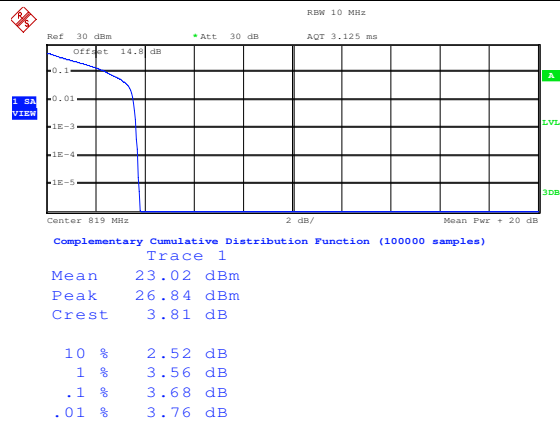 RBW 10 MHz
Ref 30 dBm *Att 30 dB AQT 3.125 ms
Offset 14.8 dB
0.1
A
0.01
1 SA
VIEW
1E-3
LVL
1E-4
1E-5
3DB
Center 819 MHz 2 dB/ Mean Pwr + 20 dB
Complementary Cumulative Distribution Function (100000 samples)
Trace 1
Mean 23.02 dBm
Peak 26.84 dBm
Crest 3.81 dB
10 % 2.52 dB
1 % 3.56 dB
.1 % 3.68 dB
.01 % 3.76 dB